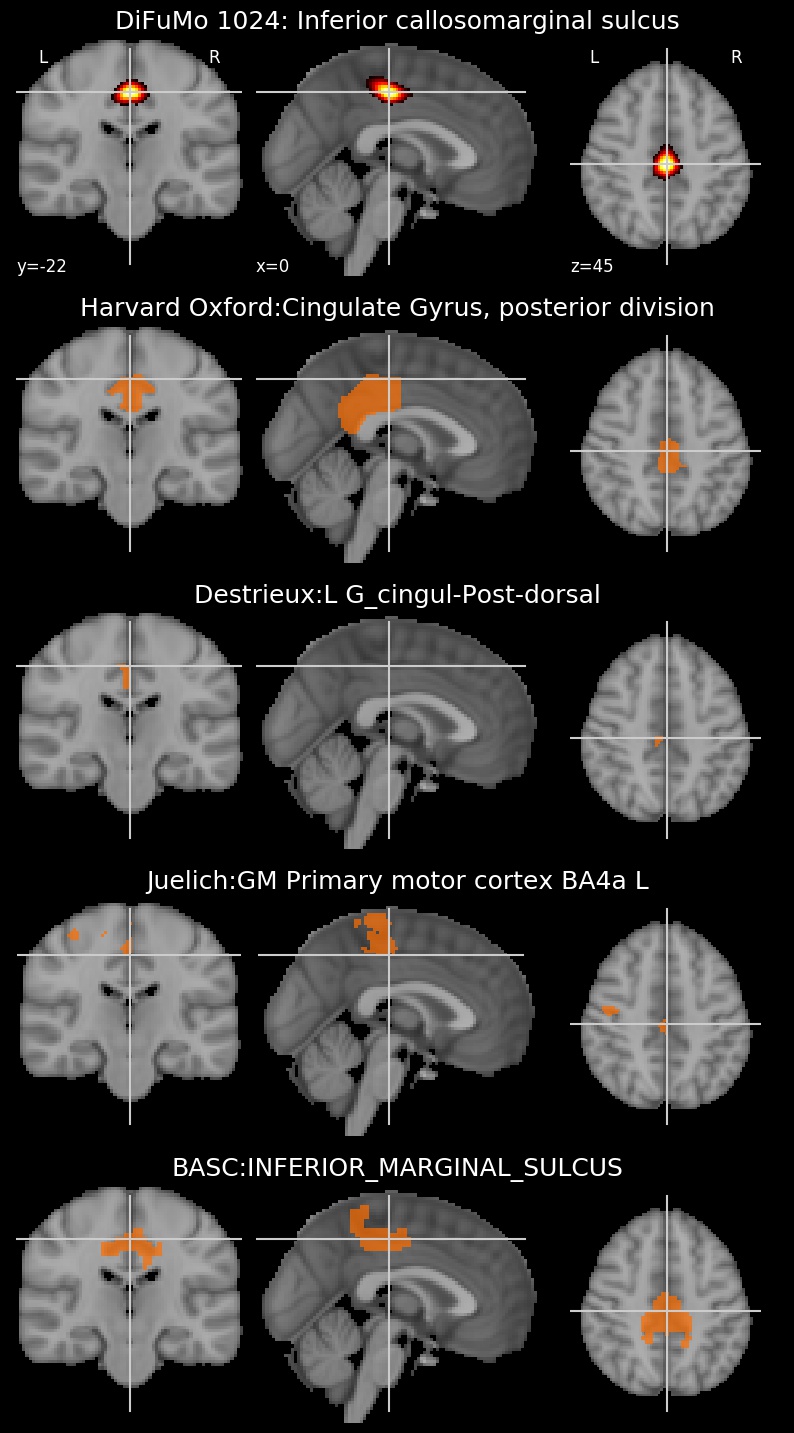 DiFuMo 1024: Inferior callosomarginal sulcus
L R L R
y=-22 x=0 z=45
Harvard Oxford:Cingulate Gyrus, posterior division
Destrieux:L G_cingul-Post-dorsal
Juelich:GM Primary motor cortex BA4a L
BASC:INFERIOR_MARGINAL_SULCUS